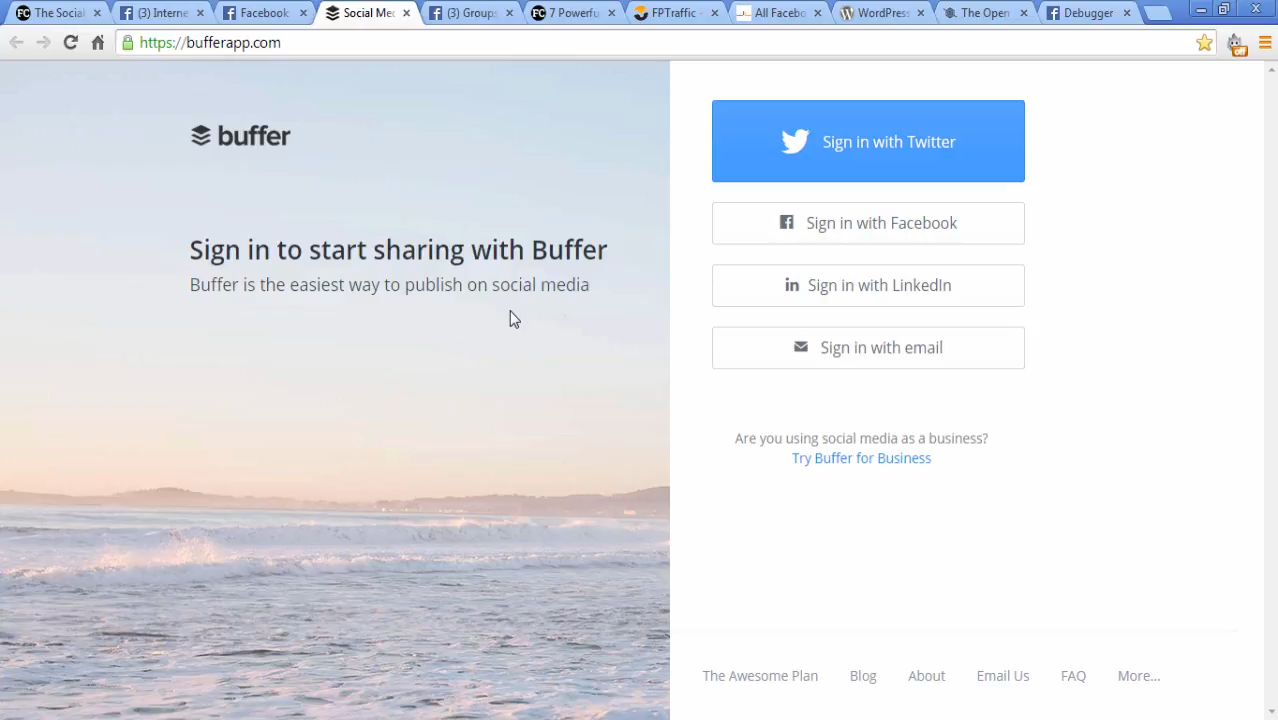 The Social
(3) Interne
Facebook
Social Med
(3) Groups
7 Powerfu
FPTraffic -
All Facebo
WordPress
The Open
Debugger
https://bufferapp.com
off
buffer
Sign in to start sharing with Buffer
Buffer is the easiest way to publish on social media
Sign in with Twitter
Sign in with Facebook
Sign in with LinkedIn
Sign in with email
Are you using social media as a business?
Try Buffer for Business
The Awesome Plan Blog About Email Us FAQ More...